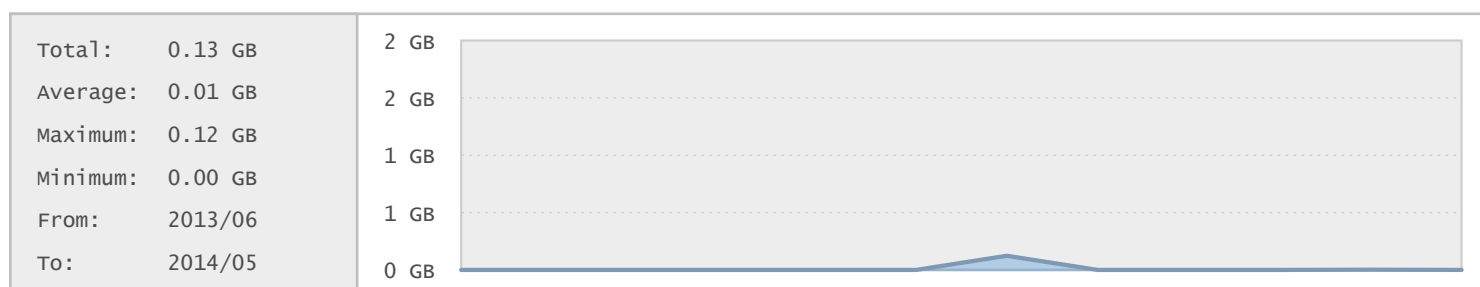 Total: 0.13 GB
Average: 0.01 GB
Maximum: 0.12 GB
Minimum: 0.00 GB
From: 2013/06
To: 2014/05
2 GB
2 GB
1 GB
1 GB
0 GB